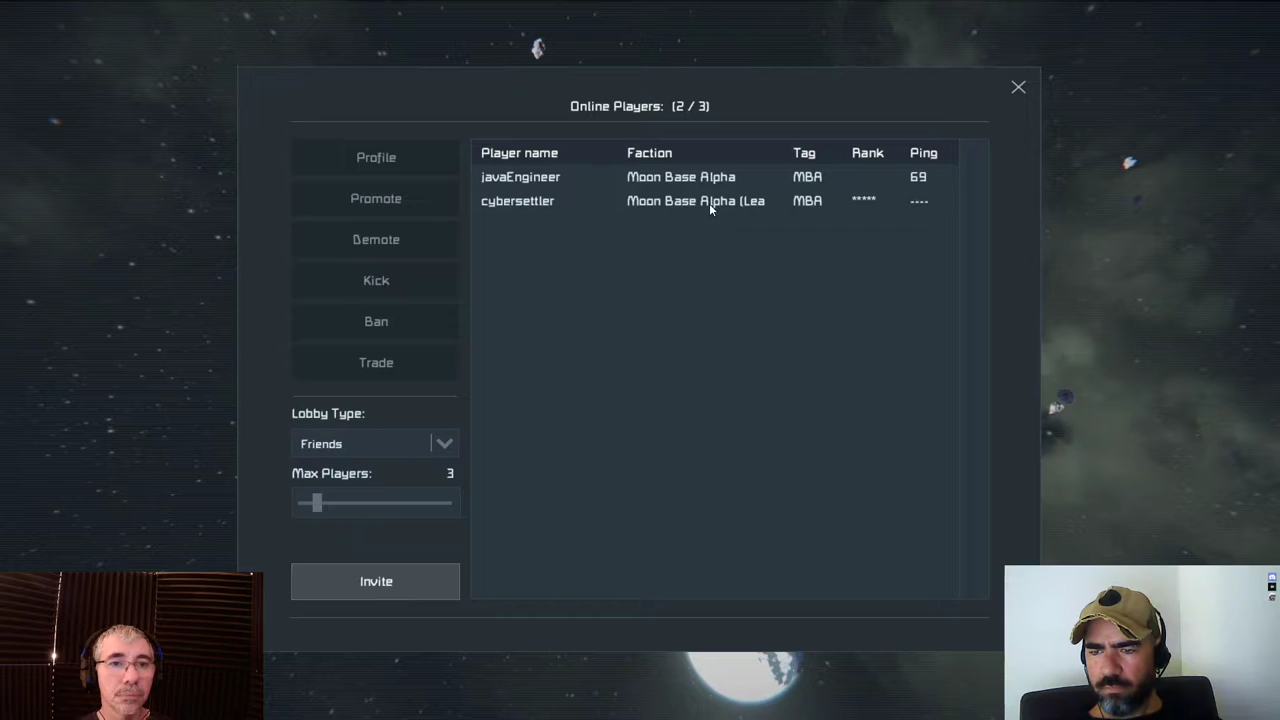 Online Players: (2 / 3)
Profile
Promote
Demote
Kick
Ban
Trade
Lobby Type:
Friends
Max Players: 3
Invite
Player name Faction Tag Rank Ping
javaEngineer Moon Base Alpha MBA 69
cybersettler Moon Base Alpha (Lea MBA ***** ----